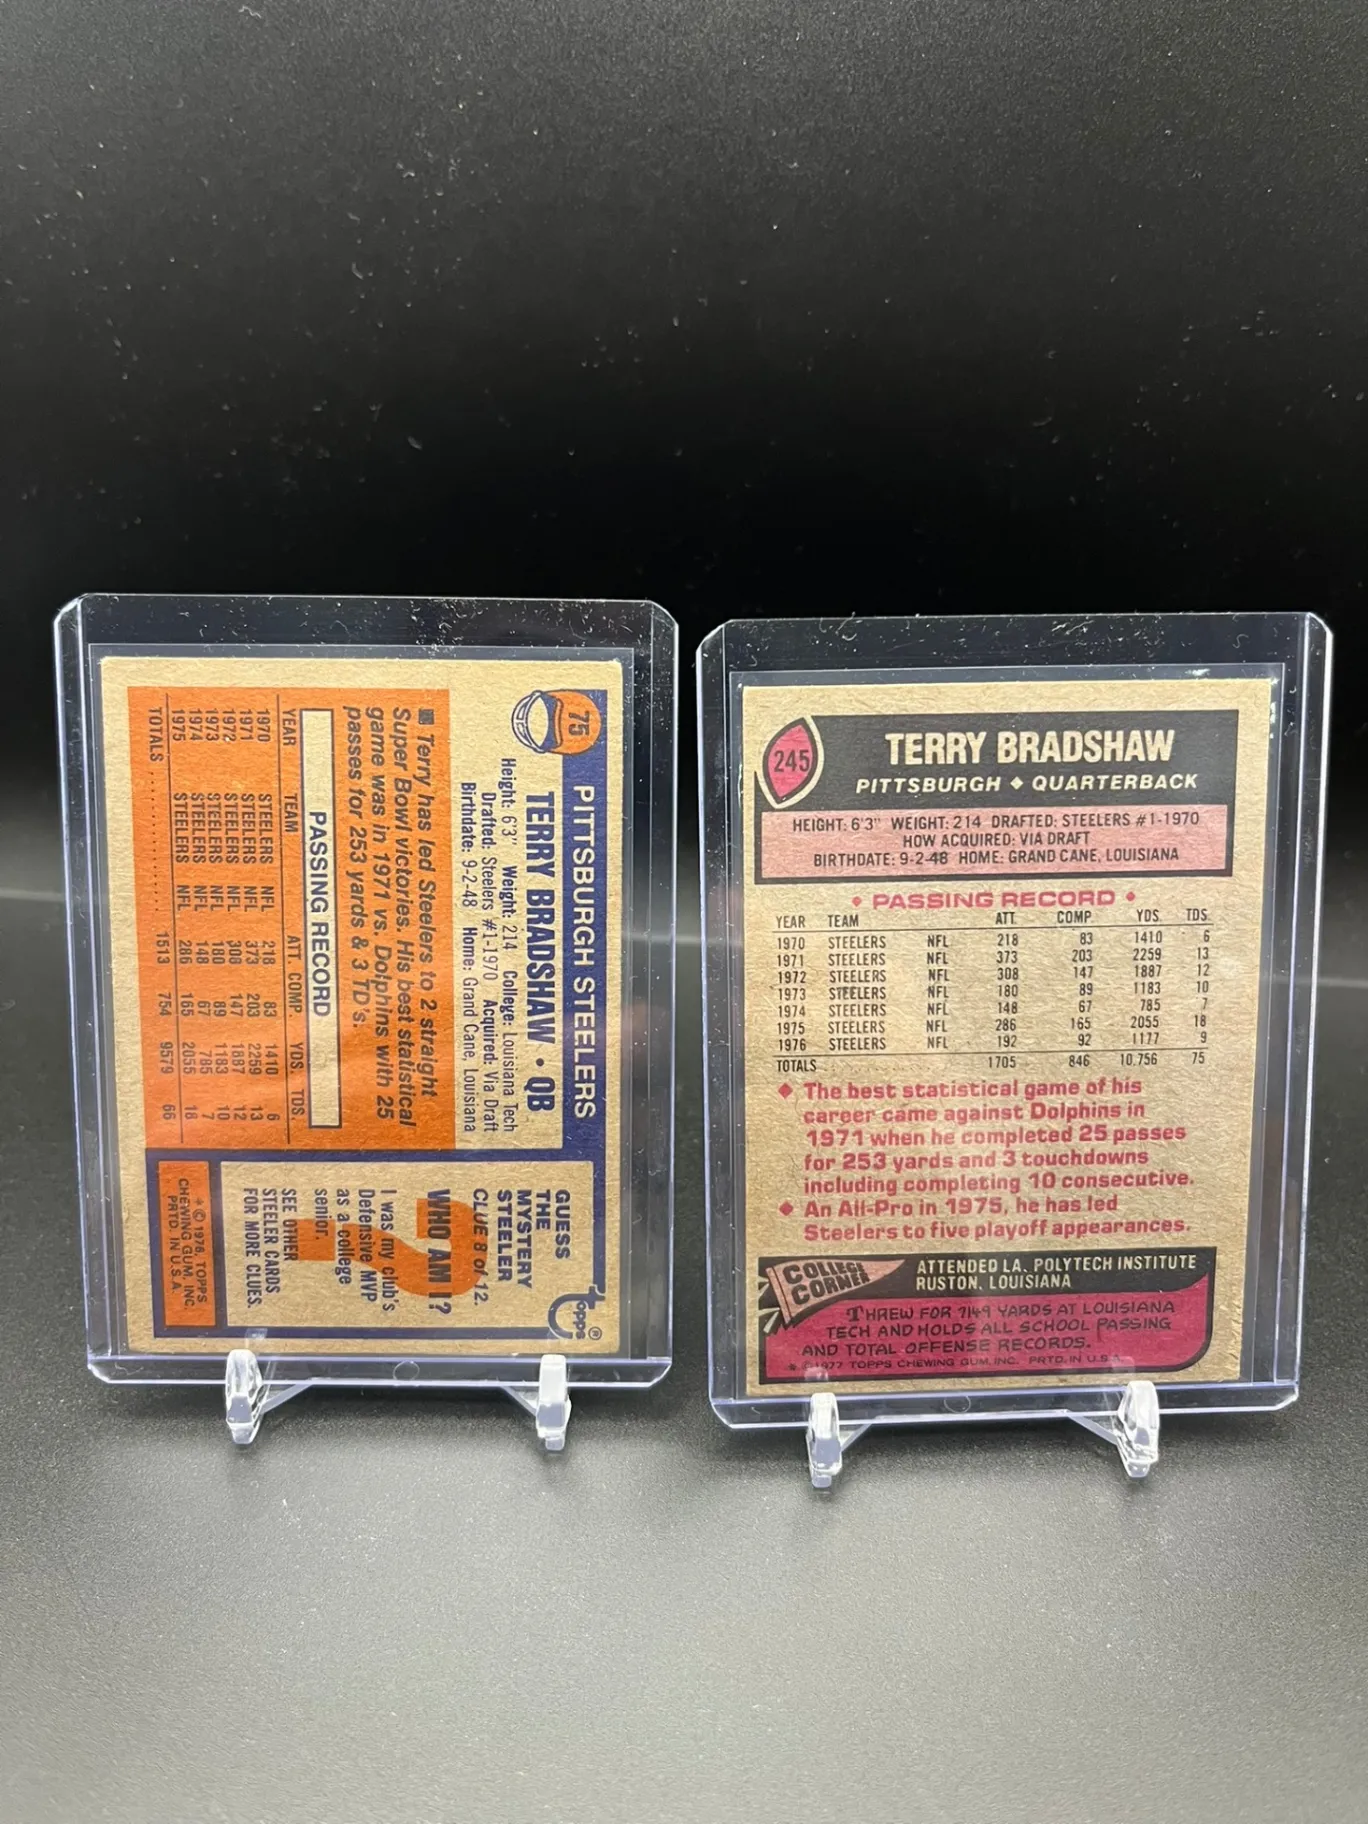 75
PITTSBURGH STEELERS
TERRY BRADSHAW • QB
Height: 6'3" Weight: 214 College: Louisiana Tech
Drafted: Steelers #1-1970 Acquired: Via Draft
Birthdate: 9-2-48 Home: Grand Cane, Louisiana
■ Terry has led Steelers to 2 straight
Super Bowl victories. His best statistical
game was in 1971 vs. Dolphins with 25
passes for 253 yards & 3 TD's.
PASSING RECORD
YEAR TEAM ATT. COMP. YDS. TDS.
1970 STEELERS NFL 218 83 1410 6
1971 STEELERS NFL 373 203 2259 13
1972 STEELERS NFL 308 147 1887 12
1973 STEELERS NFL 180 89 1183 10
1974 STEELERS NFL 148 67 785 7
1975 STEELERS NFL 286 165 2055 18
TOTALS 1513 754 9579 66
topps®
GUESS
THE
MYSTERY
STEELER
CLUE 8 of 12.
WHO AM I?
?
I was my club's
Defensive MVP
as a college
senior.
SEE OTHER
STEELER CARDS
FOR MORE CLUES.
* © 1976, TOPPS
CHEWING GUM, INC.
PRTD. IN U.S.A.
245
TERRY BRADSHAW
PITTSBURGH ◆ QUARTERBACK
HEIGHT: 6'3" WEIGHT: 214 DRAFTED: STEELERS #1-1970
HOW ACQUIRED: VIA DRAFT
BIRTHDATE: 9-2-48 HOME: GRAND CANE, LOUISIANA
◆ PASSING RECORD ◆
YEAR TEAM ATT. COMP. YDS. TDS.
1970 STEELERS NFL 218 83 1410 6
1971 STEELERS NFL 373 203 2259 13
1972 STEELERS NFL 308 147 1887 12
1973 STEELERS NFL 180 89 1183 10
1974 STEELERS NFL 148 67 785 7
1975 STEELERS NFL 286 165 2055 18
1976 STEELERS NFL 192 92 1177 9
TOTALS 1705 846 10.756 75
◆ The best statistical game of his
career came against Dolphins in
1971 when he completed 25 passes
for 253 yards and 3 touchdowns
including completing 10 consecutive.
◆ An All-Pro in 1975, he has led
Steelers to five playoff appearances.
COLLEGE
CORNER
ATTENDED LA. POLYTECH INSTITUTE
RUSTON, LOUISIANA
THREW FOR 7149 YARDS AT LOUISIANA
TECH AND HOLDS ALL SCHOOL PASSING
AND TOTAL OFFENSE RECORDS.
* ©1977 TOPPS CHEWING GUM, INC. PRTD. IN U.S.A.